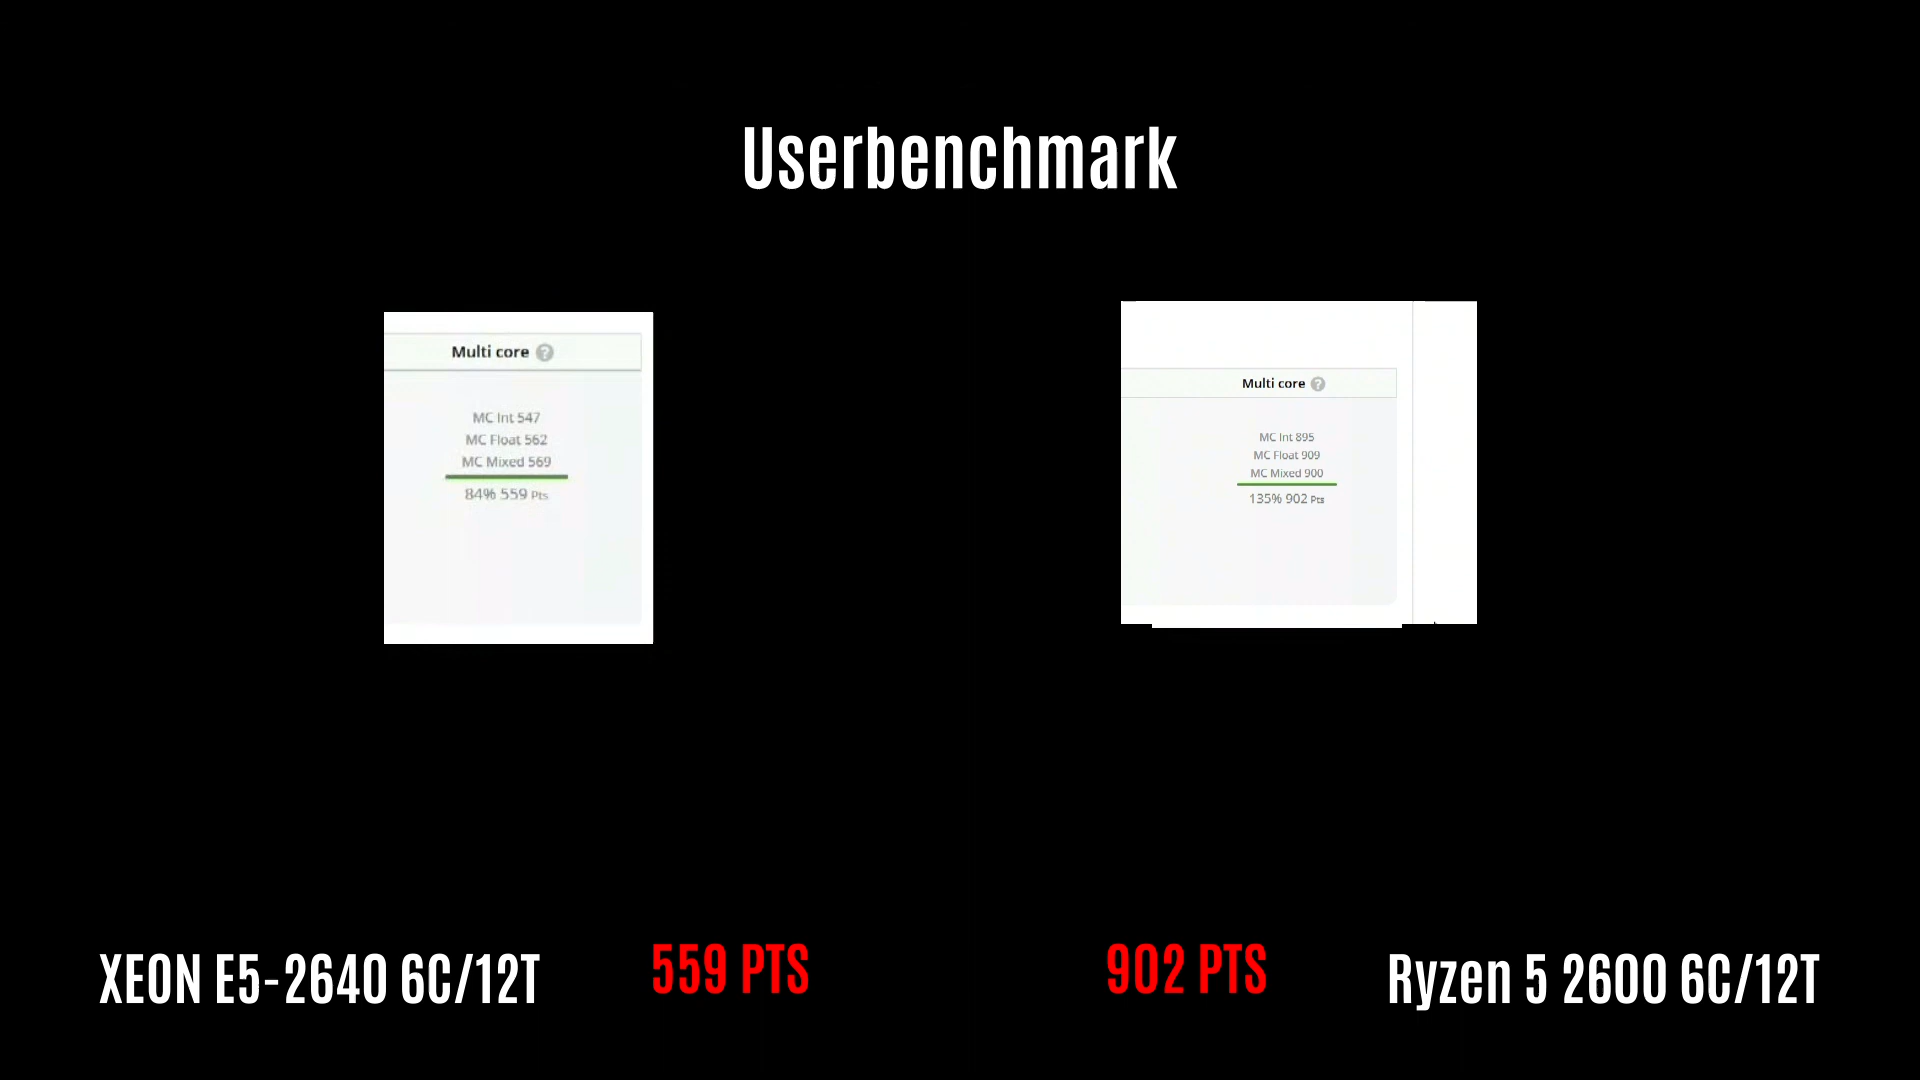 Userbenchmark
Multi core ?
MC Int 547
MC Float 562
MC Mixed 569
84% 559 Pts
Multi core ?
MC Int 895
MC Float 909
MC Mixed 900
135% 902 Pts
XEON E5-2640 6C/12T
559 PTS
902 PTS
Ryzen 5 2600 6C/12T